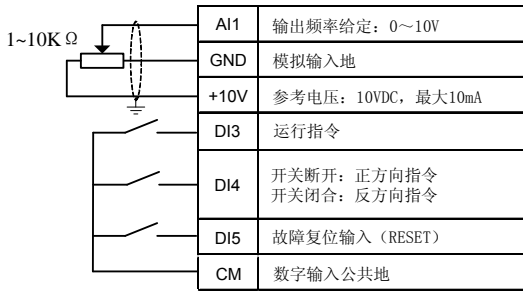 AI1 输出频率给定：0～10V
1~10K Ω
GND 模拟输入地
+10V 参考电压：10VDC，最大10mA
DI3 运行指令
DI4 开关断开：正方向指令
开关闭合：反方向指令
DI5 故障复位输入（RESET）
CM 数字输入公共地